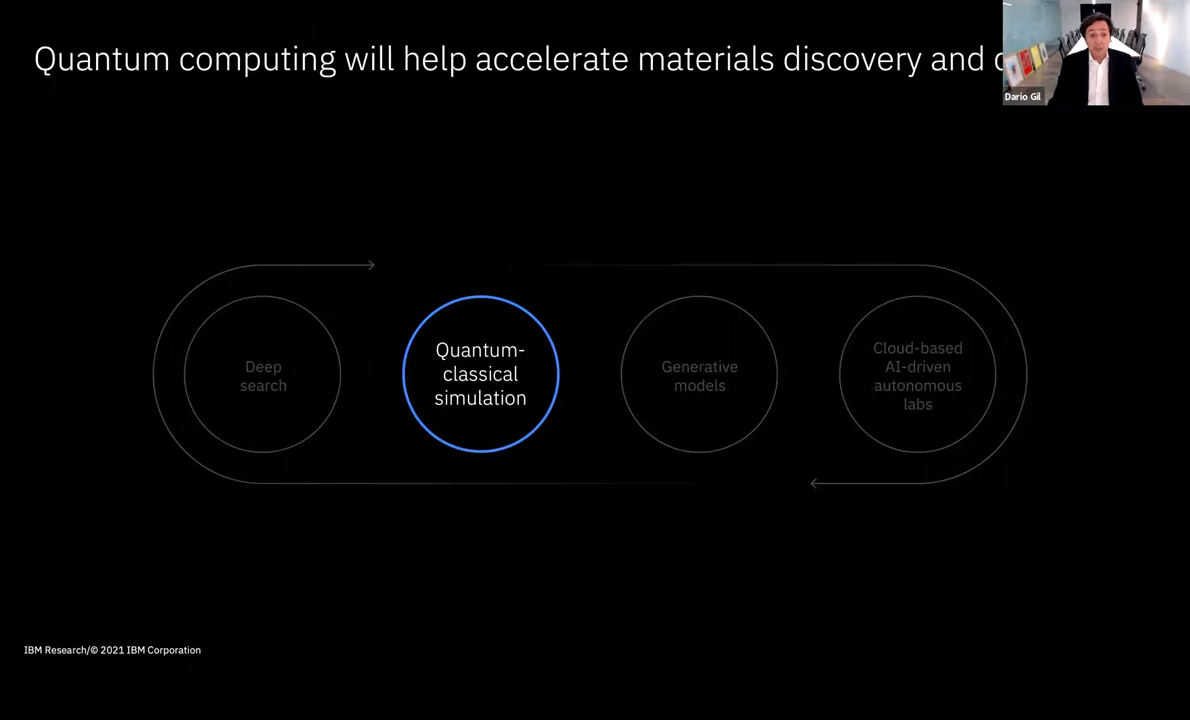 Quantum computing will help accelerate materials discovery and
Dario Gil
Deep
search
Quantum-
classical
simulation
Generative
models
Cloud-based
AI-driven
autonomous
labs
IBM Research/© 2021 IBM Corporation